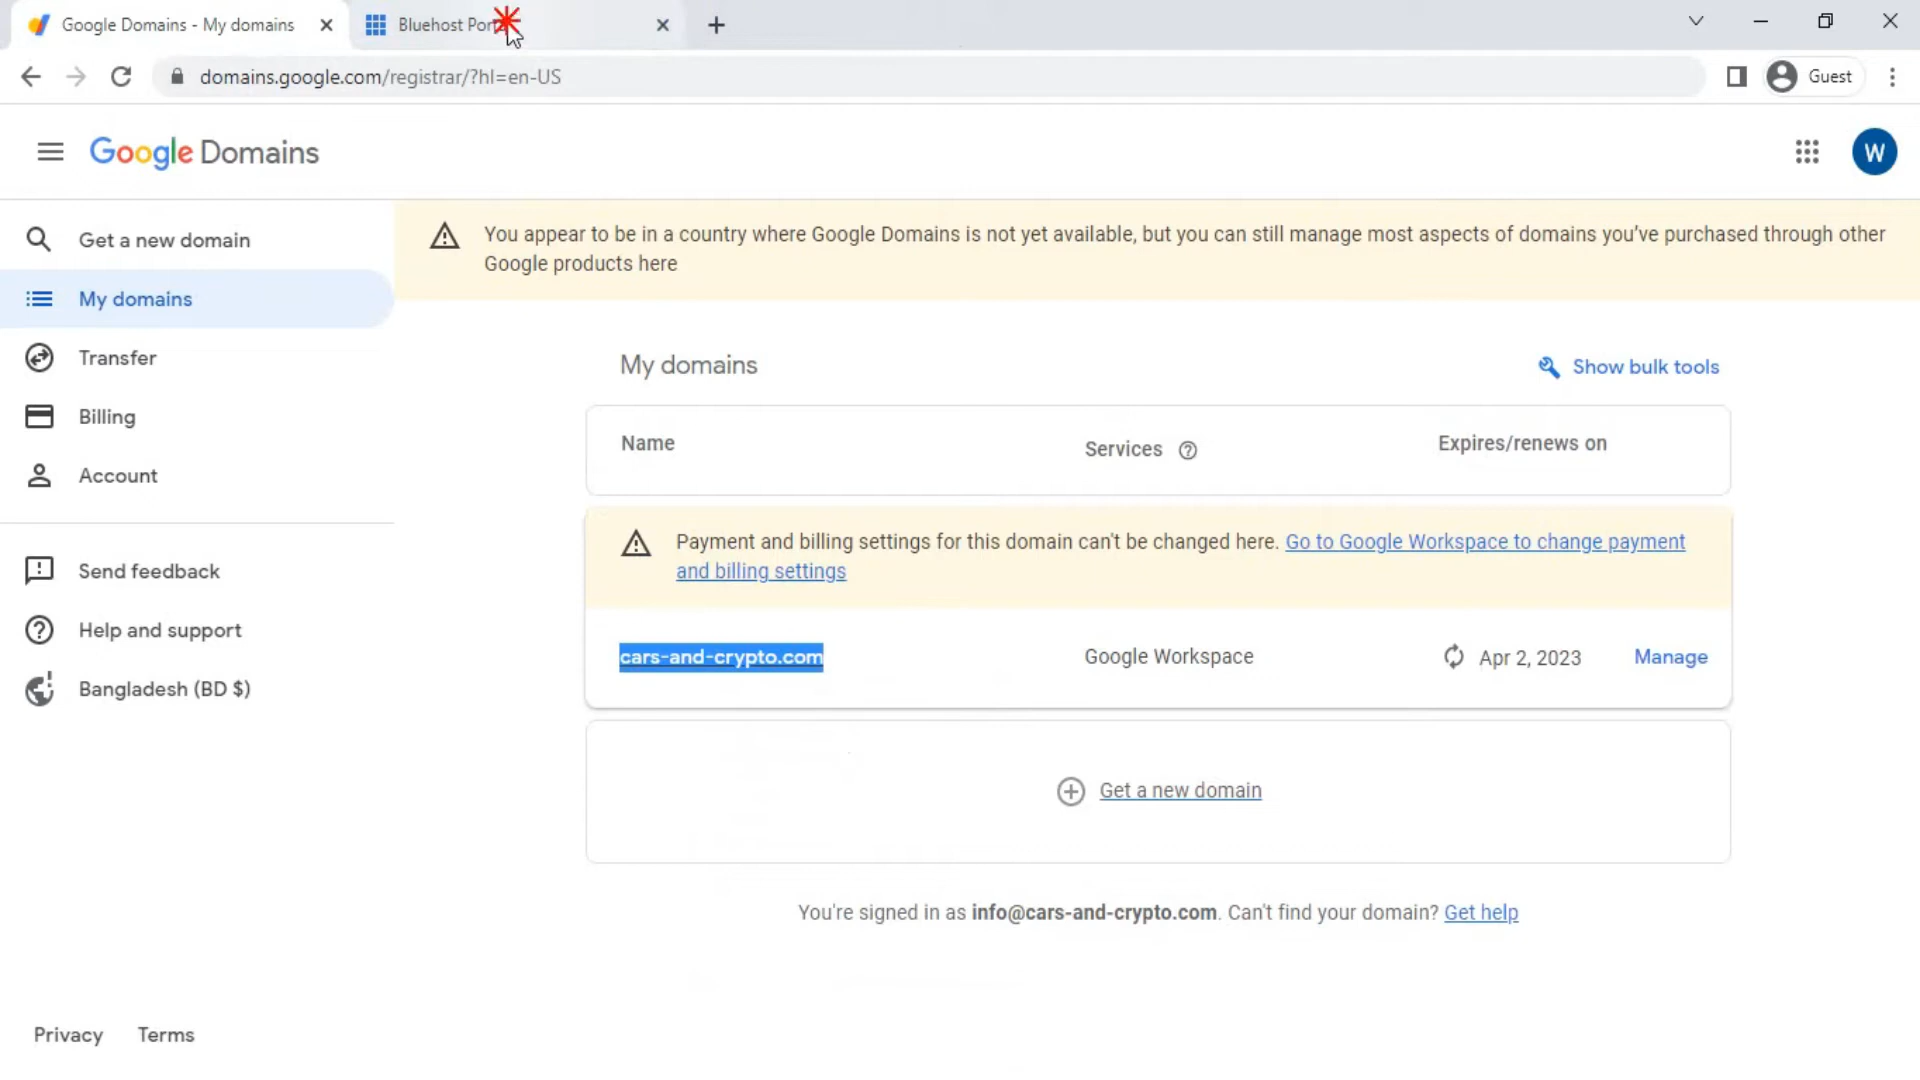 Google Domains - My domains
Bluehost Port
domains.google.com/registrar/?hl=en-US
Guest
Google Domains
W
Get a new domain
My domains
Transfer
Billing
Account
Send feedback
Help and support
Bangladesh (BD $)
You appear to be in a country where Google Domains is not yet available, but you can still manage most aspects of domains you've purchased through other
Google products here
My domains
Show bulk tools
Name
Services
Expires/renews on
Payment and billing settings for this domain can't be changed here. Go to Google Workspace to change payment
and billing settings
cars-and-crypto.com
Google Workspace
Apr 2, 2023
Manage
Get a new domain
You're signed in as info@cars-and-crypto.com. Can't find your domain? Get help
Privacy
Terms